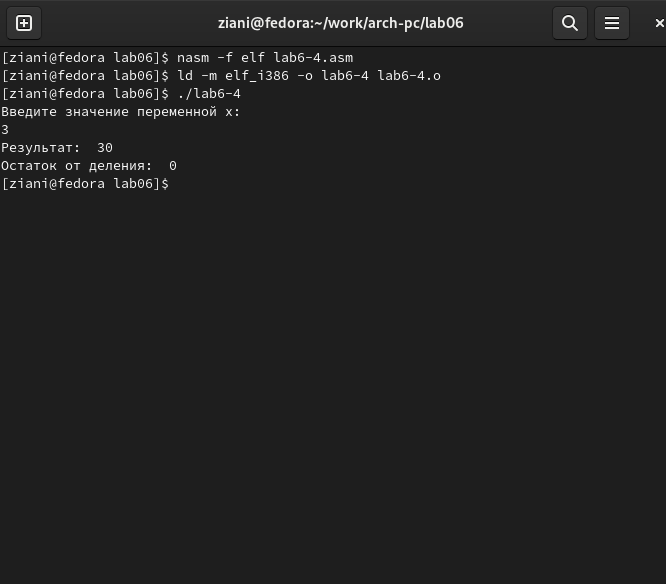 ziani@fedora:~/work/arch-pc/lab06
[ziani@fedora lab06]$ nasm -f elf lab6-4.asm
[ziani@fedora lab06]$ ld -m elf_i386 -o lab6-4 lab6-4.o
[ziani@fedora lab06]$ ./lab6-4
Введите значение переменной x:
3
Результат:  30
Остаток от деления:  0
[ziani@fedora lab06]$